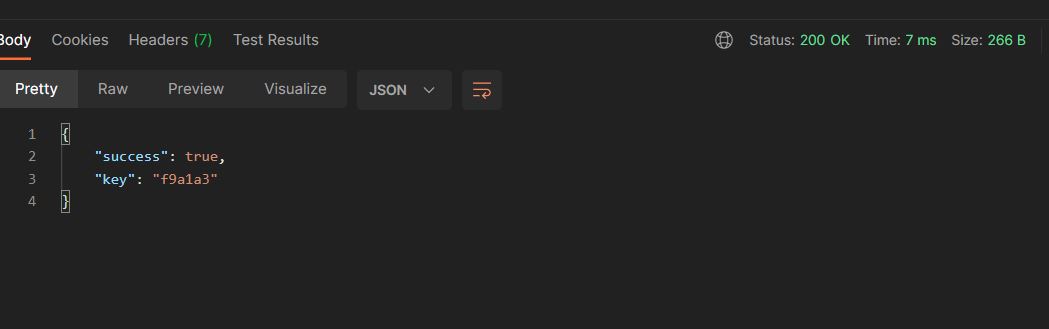 Body Cookies Headers (7) Test Results Status: 200 OK Time: 7 ms Size: 266 B
Pretty Raw Preview Visualize JSON
1 {
2 "success": true,
3 "key": "f9a1a3"
4 }